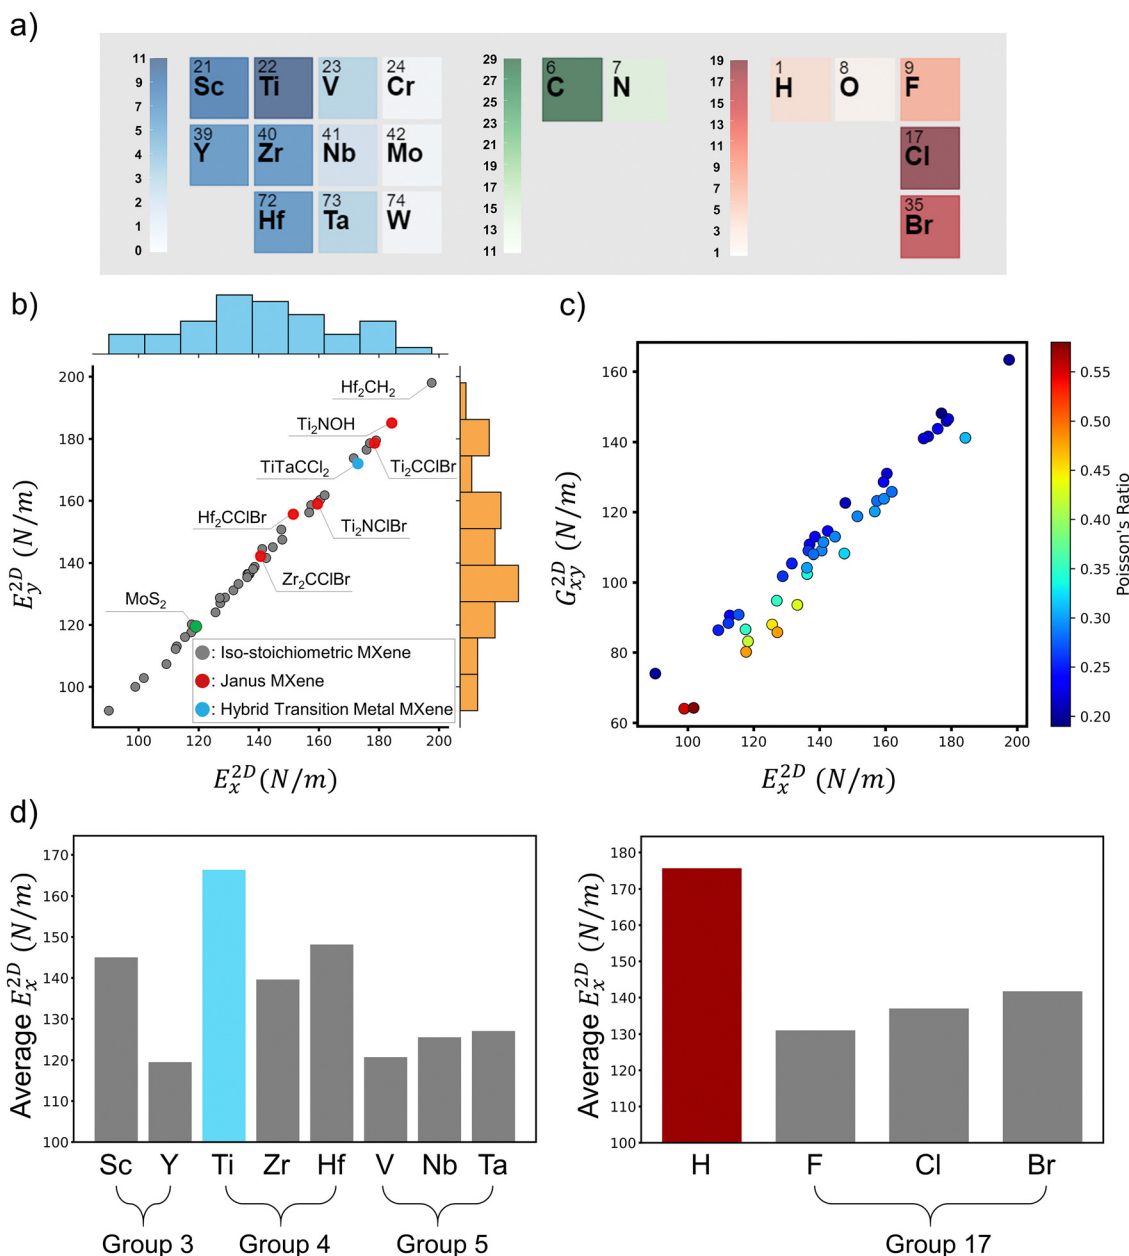 a)
11
9
7
5
4
3
2
1
0
21
Sc
22
Ti
23
V
24
Cr
39
Y
40
Zr
41
Nb
42
Mo
72
Hf
73
Ta
74
W
29
27
25
23
21
19
17
15
13
11
6
C
7
N
19
17
15
13
11
9
7
5
3
1
1
H
8
O
9
F
17
Cl
35
Br
b)
200
180
160
140
120
100
E_y^2D (N/m)
Hf₂CH₂
Ti₂NOH
TiTaCCl₂
Ti₂CClBr
Hf₂CClBr
Ti₂NClBr
Zr₂CClBr
MoS₂
: Iso-stoichiometric MXene
: Janus MXene
: Hybrid Transition Metal MXene
100 120 140 160 180 200
E_x^2D (N/m)
c)
160
140
120
100
80
60
G_xy^2D (N/m)
100 120 140 160 180 200
E_x^2D (N/m)
0.55
0.50
0.45
0.40
0.35
0.30
0.25
0.20
Poisson's Ratio
d)
170
160
150
140
130
120
110
100
Average E_x^2D (N/m)
Sc Y Ti Zr Hf V Nb Ta
Group 3 Group 4 Group 5
180
170
160
150
140
130
120
110
100
Average E_x^2D (N/m)
H F Cl Br
Group 17